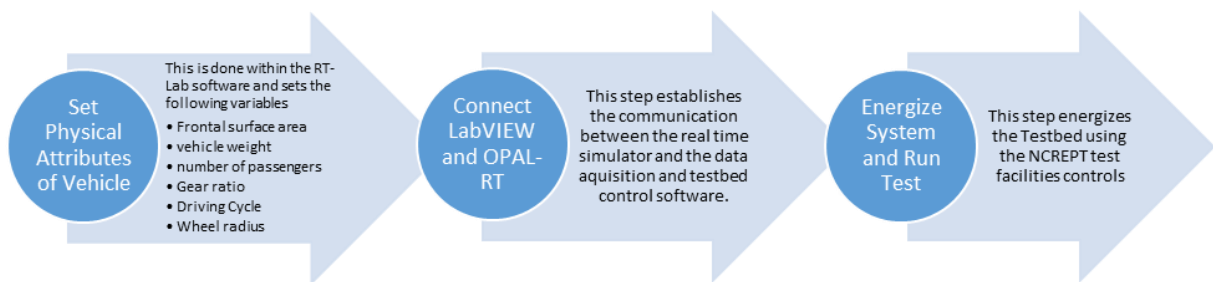 Set
Physical
Attributes
of Vehicle
This is done within the RT-
Lab software and sets the
following variables
• Frontal surface area
• vehicle weight
• number of passengers
• Gear ratio
• Driving Cycle
• Wheel radius
Connect
LabVIEW
and OPAL-
RT
This step establishes
the communication
between the real time
simulator and the data
aquisition and testbed
control software.
Energize
System
and Run
Test
This step energizes
the Testbed using
the NCREPT test
facilities controls